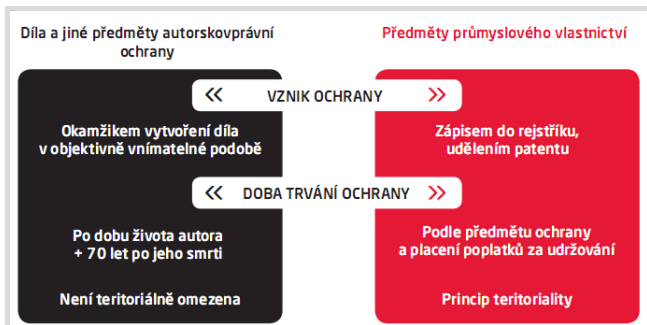 Díla a jiné předměty autorskovprávní
ochrany
Předměty průmyslového vlastnictví
« VZNIK OCHRANY »
Okamžikem vytvoření díla
v objektivně vnímatelné podobě
Zápisem do rejstříku,
udělením patentu
« DOBA TRVÁNÍ OCHRANY »
Po dobu života autora
+ 70 let po jeho smrti
Podle předmětu ochrany
a placení poplatků za udržování
Není teritoriálně omezena
Princip teritoriality